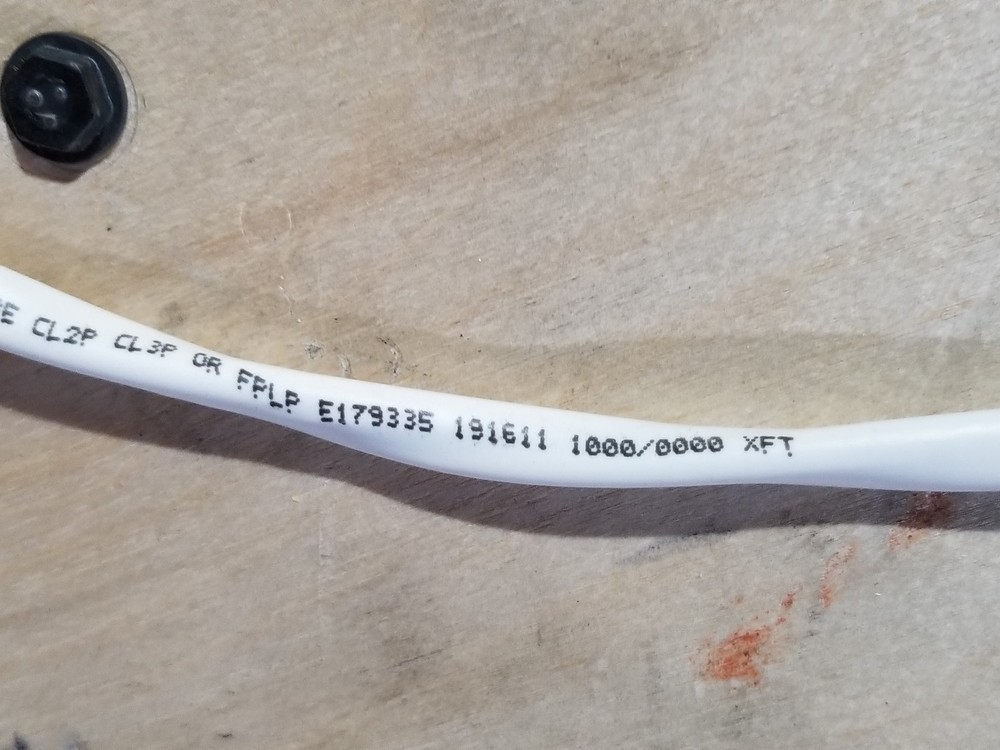 CL2P CL3P OR FPLP E179335 191611 1000/0000 XFT